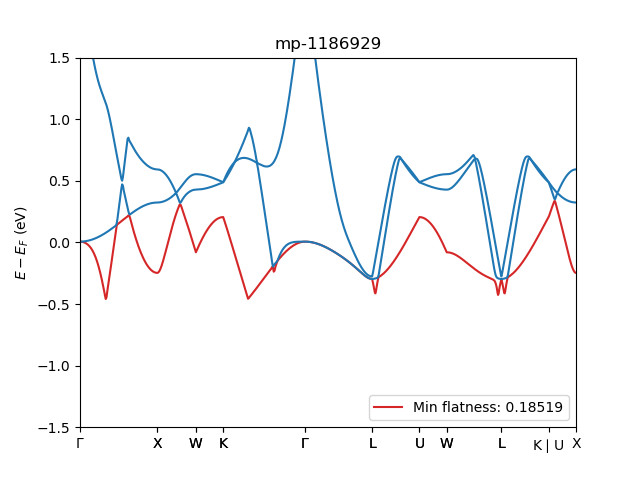 mp-1186929
1.5
1.0
0.5
0.0
−0.5
−1.0
−1.5
E − E_F (eV)
Min flatness: 0.18519
Γ X W K Γ L U W L K | U X